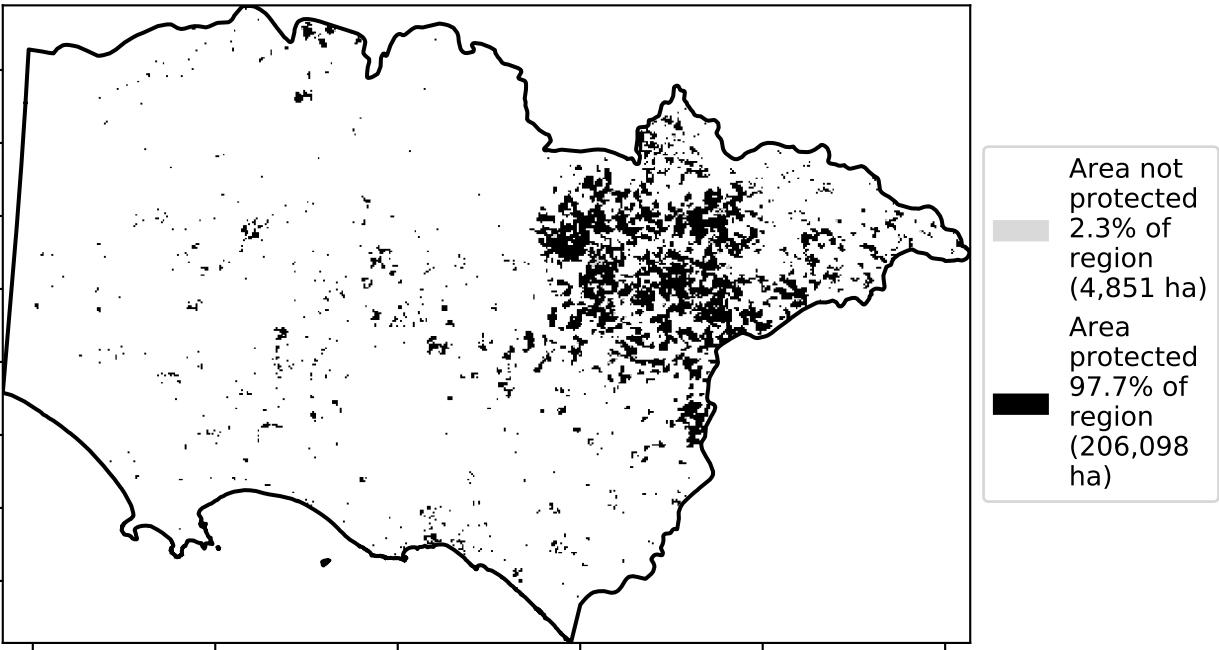 Area not
protected
2.3% of
region
(4,851 ha)
Area
protected
97.7% of
region
(206,098
ha)